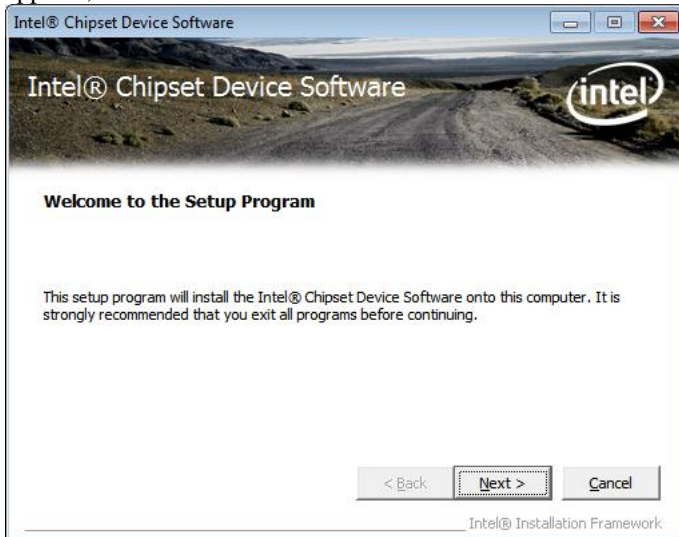 Intel® Chipset Device Software
Intel® Chipset Device Software
intel
Welcome to the Setup Program
This setup program will install the Intel® Chipset Device Software onto this computer. It is
strongly recommended that you exit all programs before continuing.
< Back Next > Cancel
Intel® Installation Framework